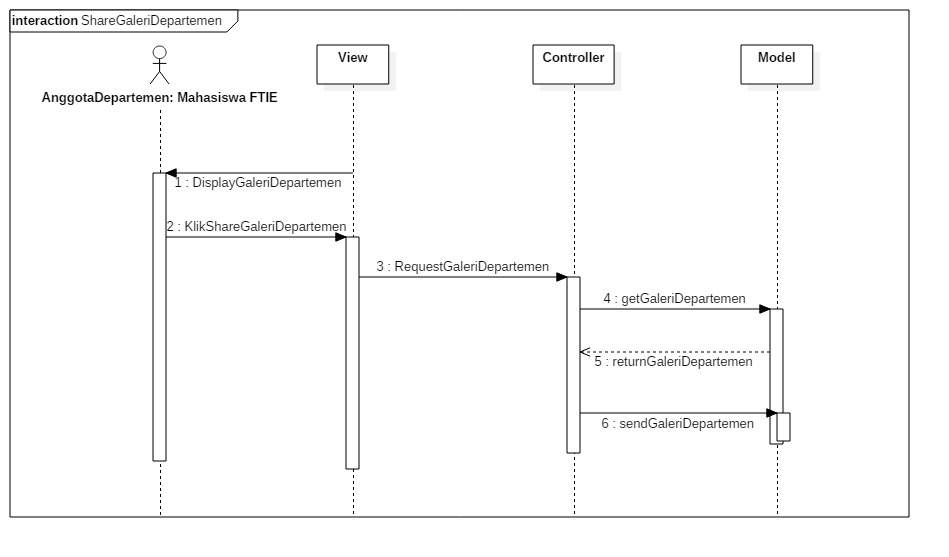 interaction ShareGaleriDepartemen
View
Controller
Model
AnggotaDepartemen: Mahasiswa FTIE
1 : DisplayGaleriDepartemen
2 : KlikShareGaleriDepartemen
3 : RequestGaleriDepartemen
4 : getGaleriDepartemen
5 : returnGaleriDepartemen
6 : sendGaleriDepartemen